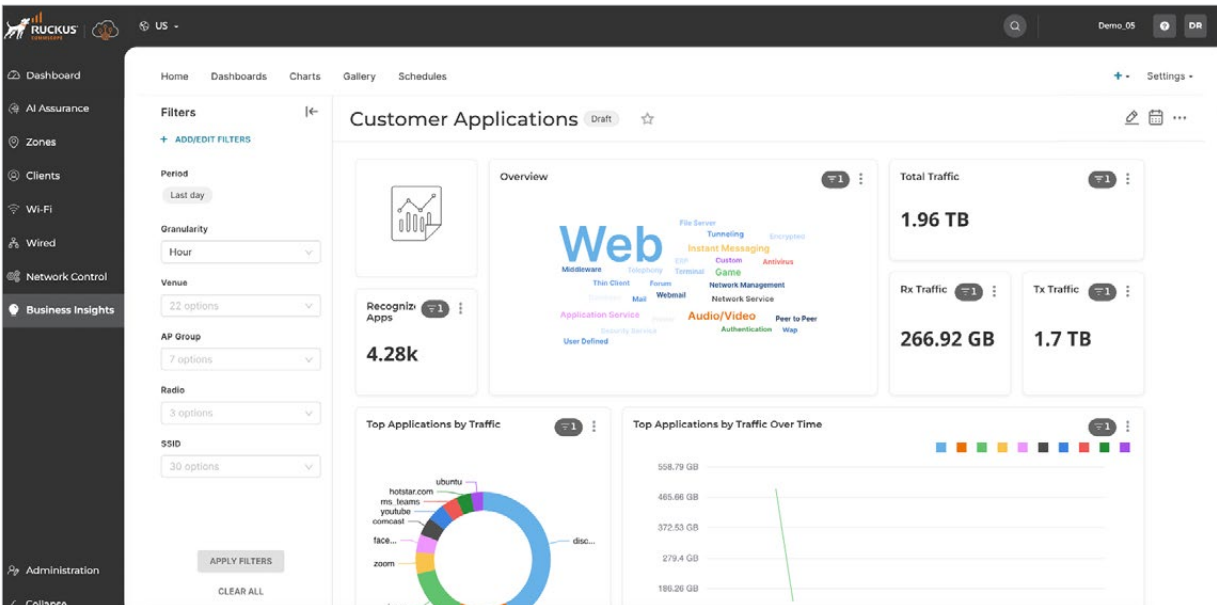 RUCKUS
US
Demo_05
DR
Dashboard
AI Assurance
Zones
Clients
Wi-Fi
Wired
Network Control
Business Insights
Administration
Collapse
Home Dashboards Charts Gallery Schedules
+ Settings
Filters
+ ADD/EDIT FILTERS
Period
Last day
Granularity
Hour
Venue
22 options
AP Group
7 options
Radio
3 options
SSID
30 options
APPLY FILTERS
CLEAR ALL
Customer Applications Draft
Recogniz 1
Apps
4.28k
Overview 1
File Server
Web Tunneling Encrypted
Instant Messaging
ERP Custom Antivirus
Middleware Telephony Terminal Game
Thin Client Forum Network Management
Mail Webmail Network Service
Application Service Audio/Video Peer to Peer
Security Service Authentication Wap
User Defined
Total Traffic 1
1.96 TB
Rx Traffic 1
266.92 GB
Tx Traffic 1
1.7 TB
Top Applications by Traffic 1
ubuntu
hotstar.com
ms_teams
youtube
comcast
face...
zoom
disc...
Top Applications by Traffic Over Time 1
558.79 GB
465.66 GB
372.53 GB
279.4 GB
186.26 GB